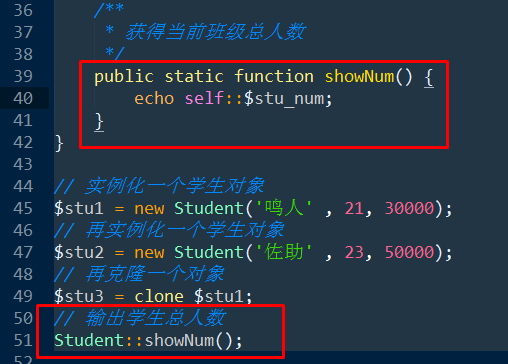 36 /**
37 * 获得当前班级总人数
38 */
39 public static function showNum() {
40 echo self::$stu_num;
41 }
42 }
43
44 // 实例化一个学生对象
45 $stu1 = new Student('鸣人' , 21, 30000);
46 // 再实例化一个学生对象
47 $stu2 = new Student('佐助' , 23, 50000);
48 // 再克隆一个对象
49 $stu3 = clone $stu1;
50 // 输出学生总人数
51 Student::showNum();
52